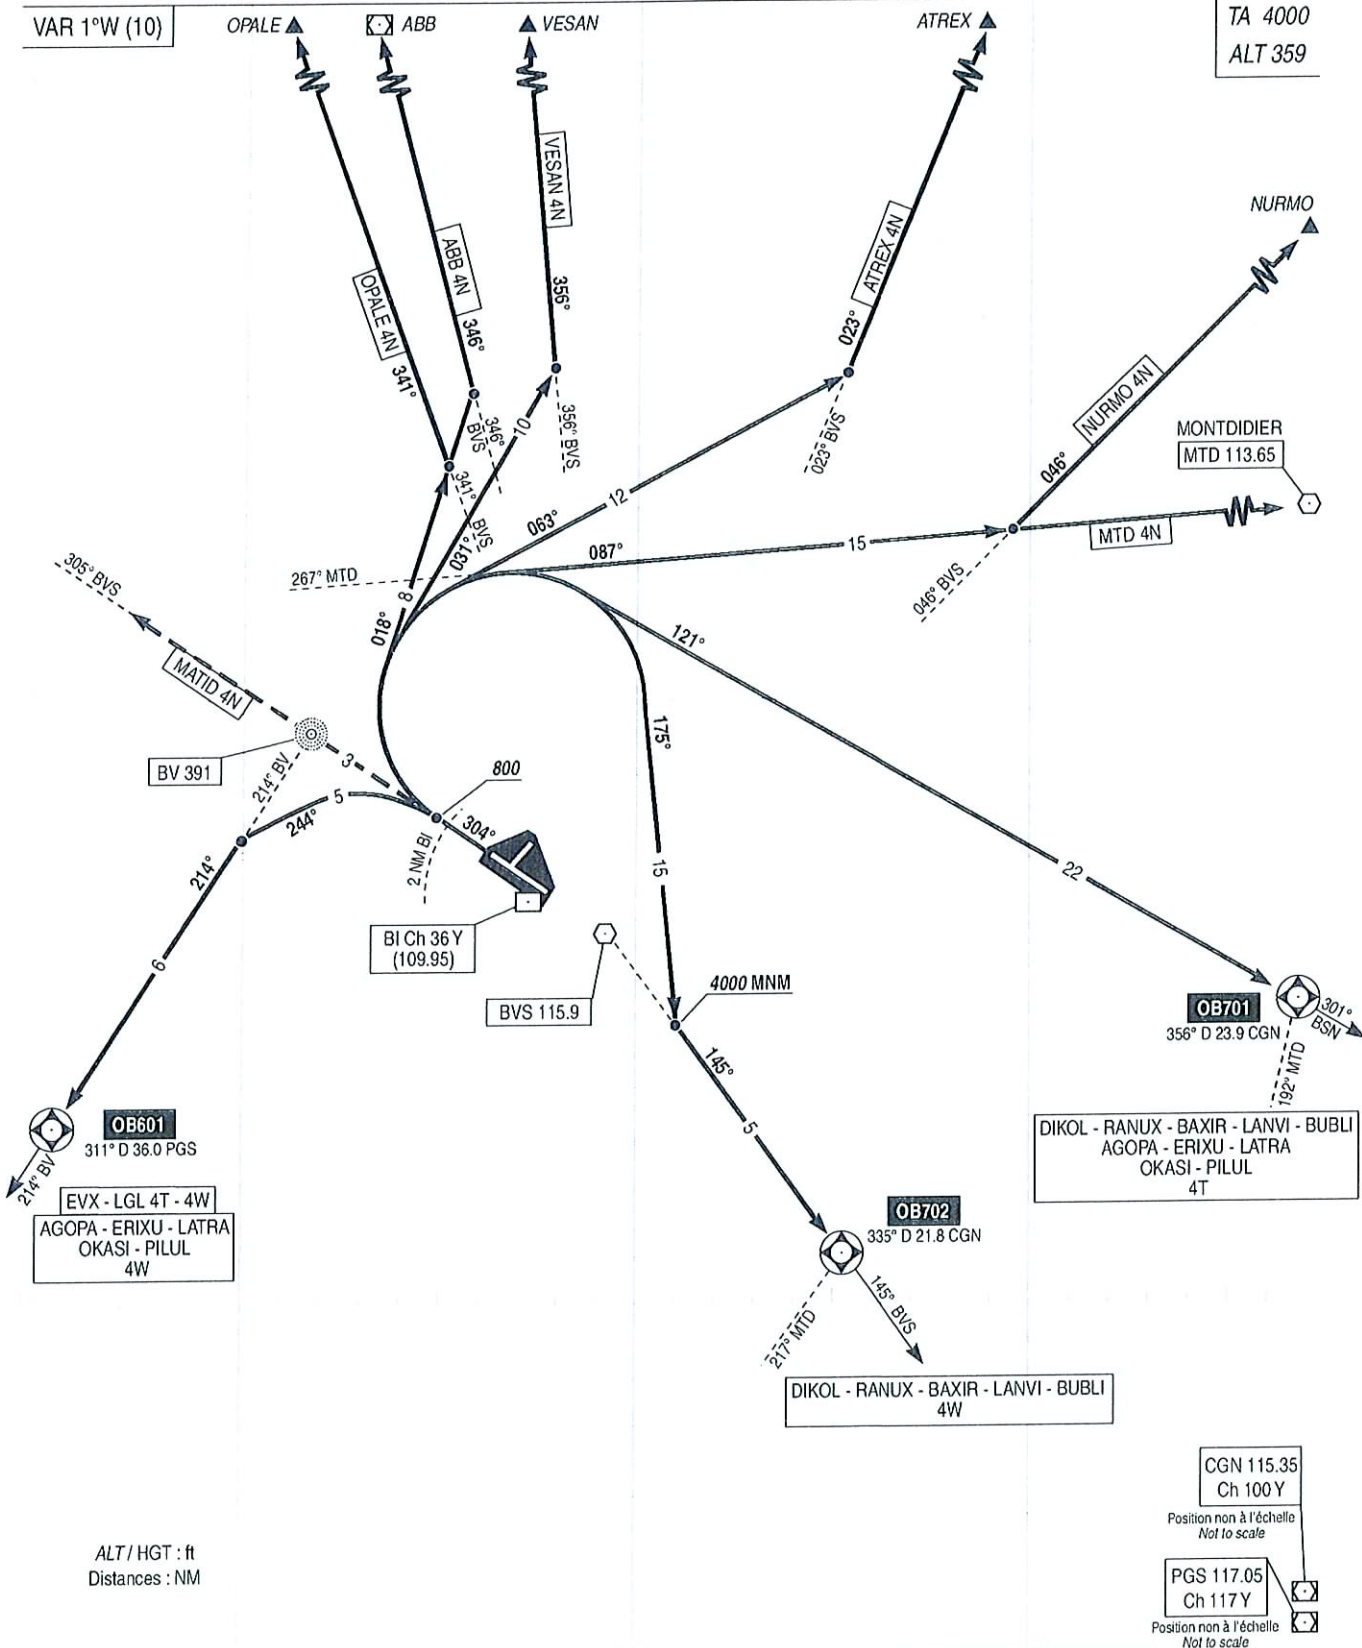 VAR 1°W (10)
OPALE
ABB
VESAN
ATREX
TA 4000
ALT 359
NURMO
VESAN 4N
356°
ABB 4N
346°
OPALE 4N
341°
ATREX 4N
023°
NURMO 4N
046°
MONTDIDIER
MTD 113.65
MTD 4N
356° BVS
346°
BVS
341° BVS
023° BVS
046° BVS
10
12
15
063°
087°
031°
018°
8
267° MTD
305° BVS
MATID 4N
121°
175°
BV 391
3
214° BV
5
244°
800
304°
2 NM BI
214°
6
15
22
BI Ch 36 Y
(109.95)
BVS 115.9
4000 MNM
145°
5
OB701
356° D 23.9 CGN
301°
BSN
192° MTD
DIKOL - RANUX - BAXIR - LANVI - BUBLI
AGOPA - ERIXU - LATRA
OKASI - PILUL
4T
OB601
311° D 36.0 PGS
214° BV
EVX - LGL 4T - 4W
AGOPA - ERIXU - LATRA
OKASI - PILUL
4W
OB702
335° D 21.8 CGN
145° BVS
217° MTD
DIKOL - RANUX - BAXIR - LANVI - BUBLI
4W
CGN 115.35
Ch 100 Y
Position non à l'échelle
Not to scale
PGS 117.05
Ch 117 Y
Position non à l'échelle
Not to scale
ALT / HGT : ft
Distances : NM